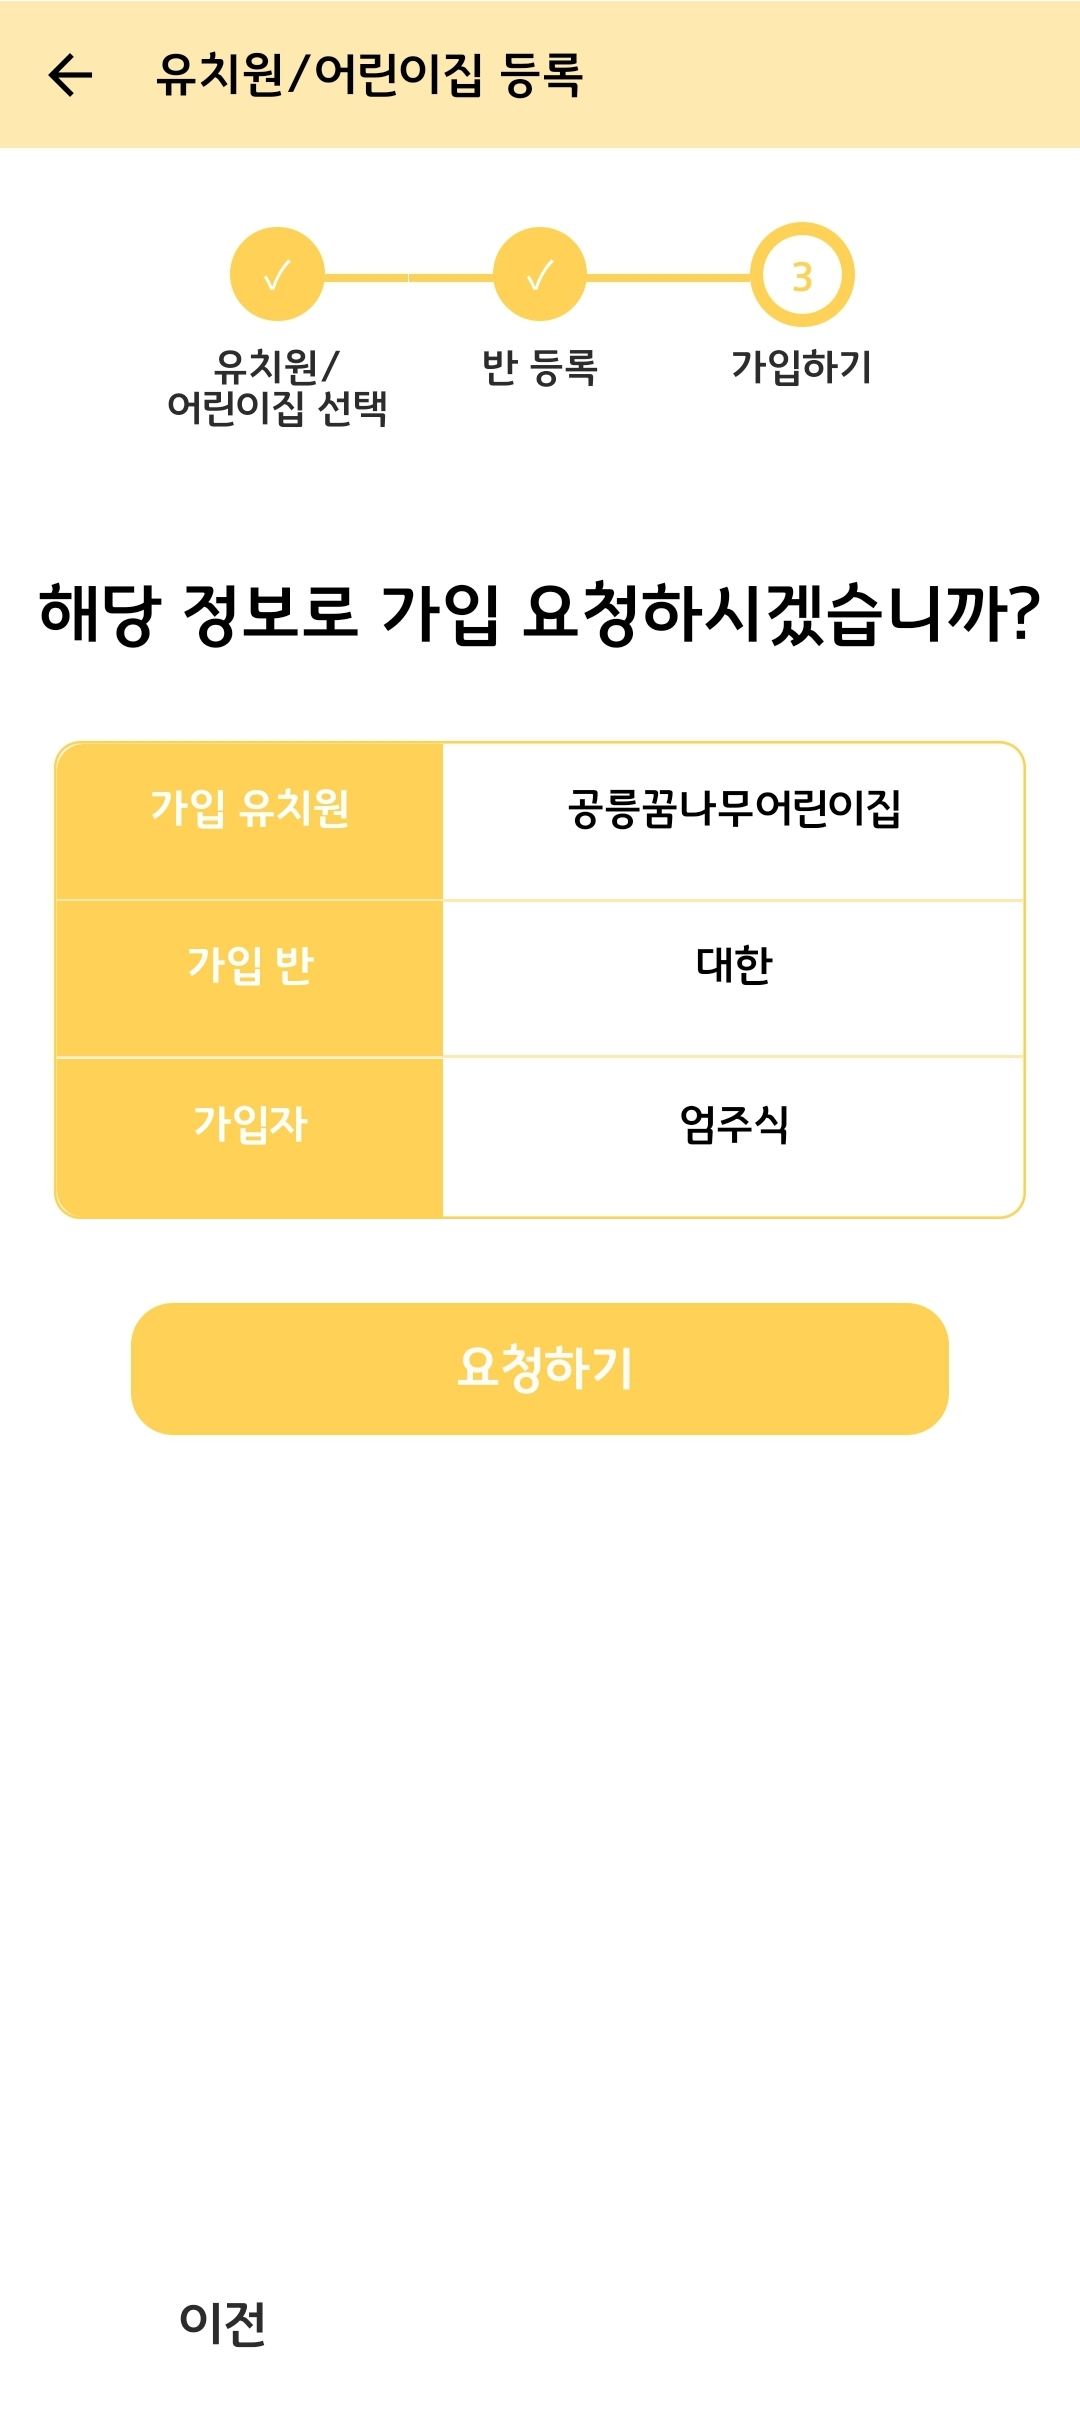 유치원/어린이집 등록
✓ ✓ 3
유치원/
어린이집 선택
반 등록
가입하기
해당 정보로 가입 요청하시겠습니까?
가입 유치원 공릉꿈나무어린이집
가입 반 대한
가입자 엄주식
요청하기
이전